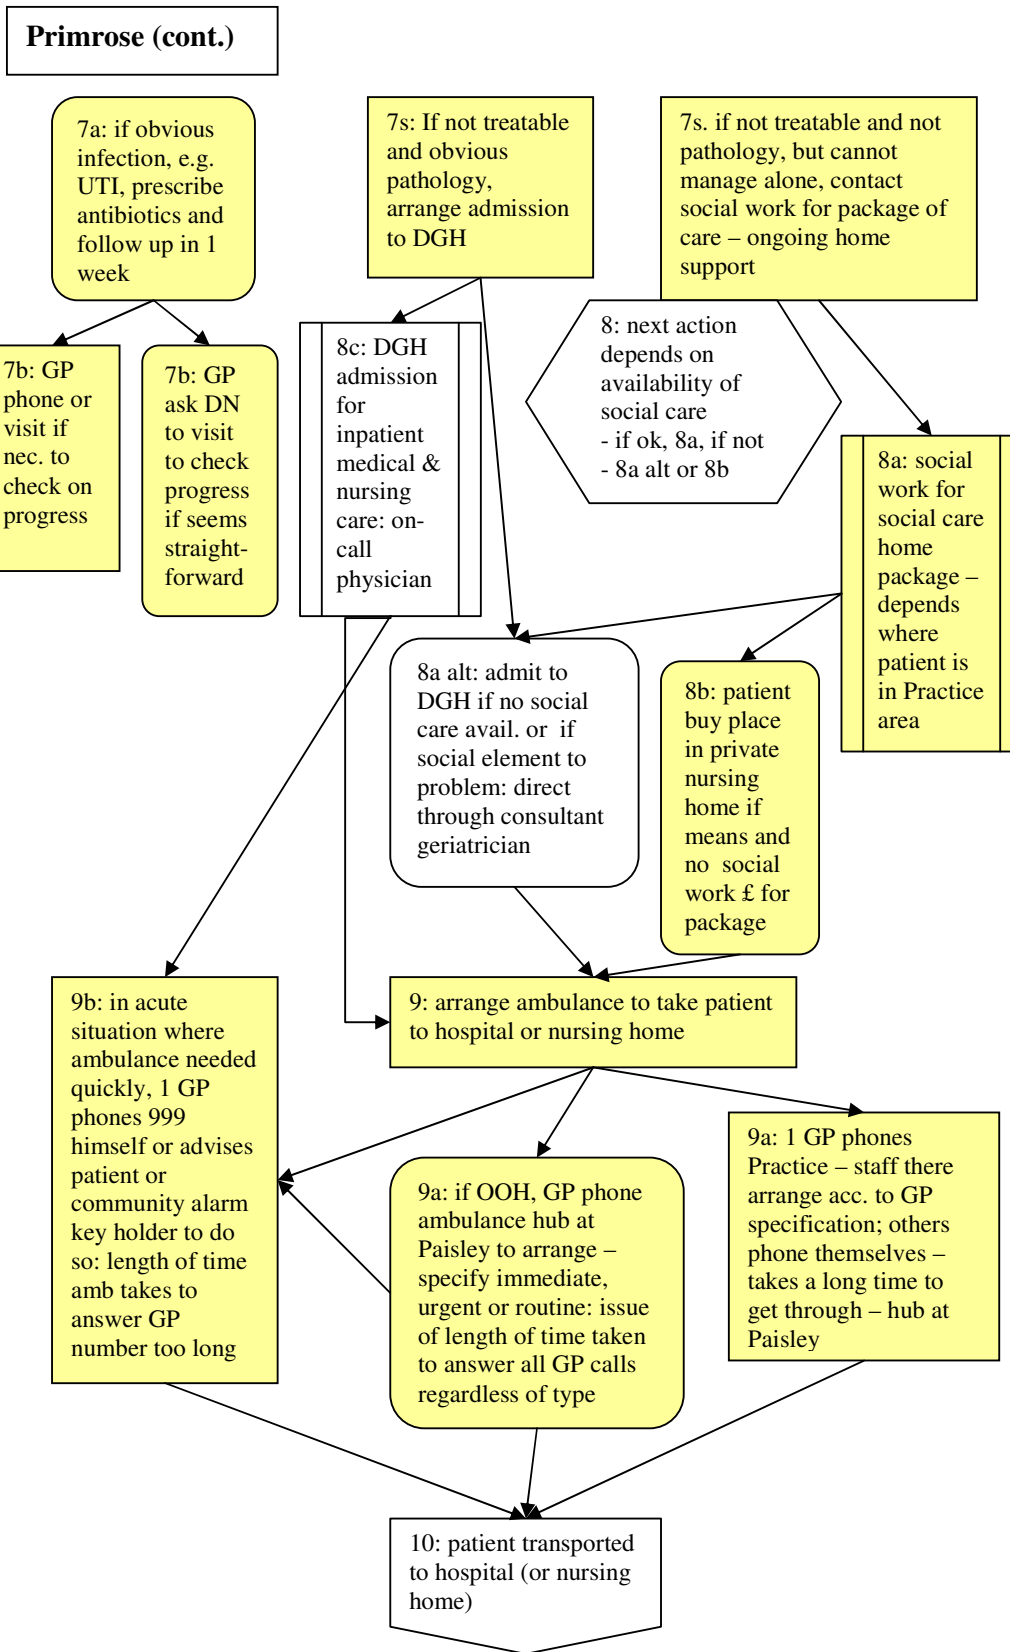 Primrose (cont.)
7a: if obvious
infection, e.g.
UTI, prescribe
antibiotics and
follow up in 1
week
7s: If not treatable
and obvious
pathology,
arrange admission
to DGH
7s. if not treatable and not
pathology, but cannot
manage alone, contact
social work for package of
care – ongoing home
support
7b: GP
phone or
visit if
nec. to
check on
progress
7b: GP
ask DN
to visit
to check
progress
if seems
straight-
forward
8c: DGH
admission
for
inpatient
medical &
nursing
care: on-
call
physician
8: next action
depends on
availability of
social care
- if ok, 8a, if not
- 8a alt or 8b
8a: social
work for
social care
home
package –
depends
where
patient is
in Practice
area
8a alt: admit to
DGH if no social
care avail. or  if
social element to
problem: direct
through consultant
geriatrician
8b: patient
buy place
in private
nursing
home if
means and
no  social
work £ for
package
9b: in acute
situation where
ambulance needed
quickly, 1 GP
phones 999
himself or advises
patient or
community alarm
key holder to do
so: length of time
amb takes to
answer GP
number too long
9: arrange ambulance to take patient
to hospital or nursing home
9a: if OOH, GP phone
ambulance hub at
Paisley to arrange –
specify immediate,
urgent or routine: issue
of length of time taken
to answer all GP calls
regardless of type
9a: 1 GP phones
Practice – staff there
arrange acc. to GP
specification; others
phone themselves –
takes a long time to
get through – hub at
Paisley
10: patient transported
to hospital (or nursing
home)